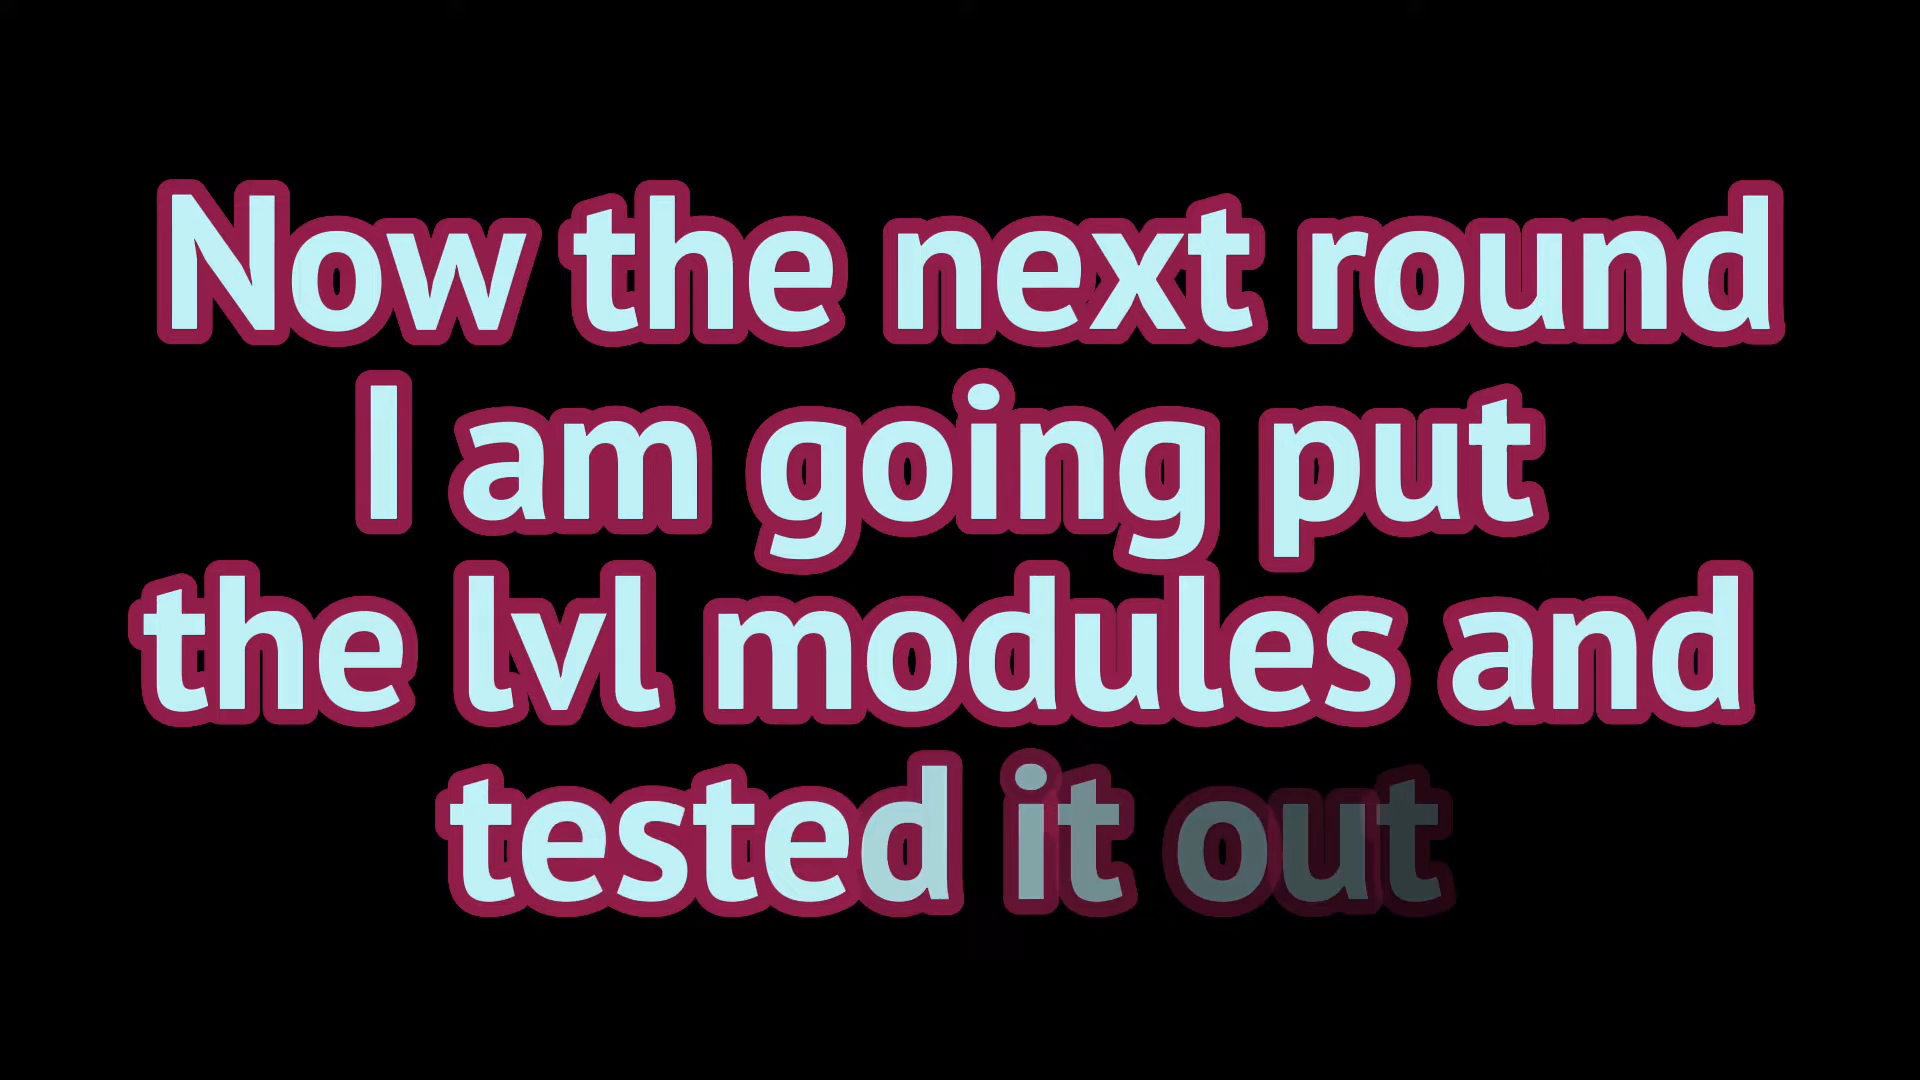 Now the next round
I am going put
the lvl modules and
tested it out